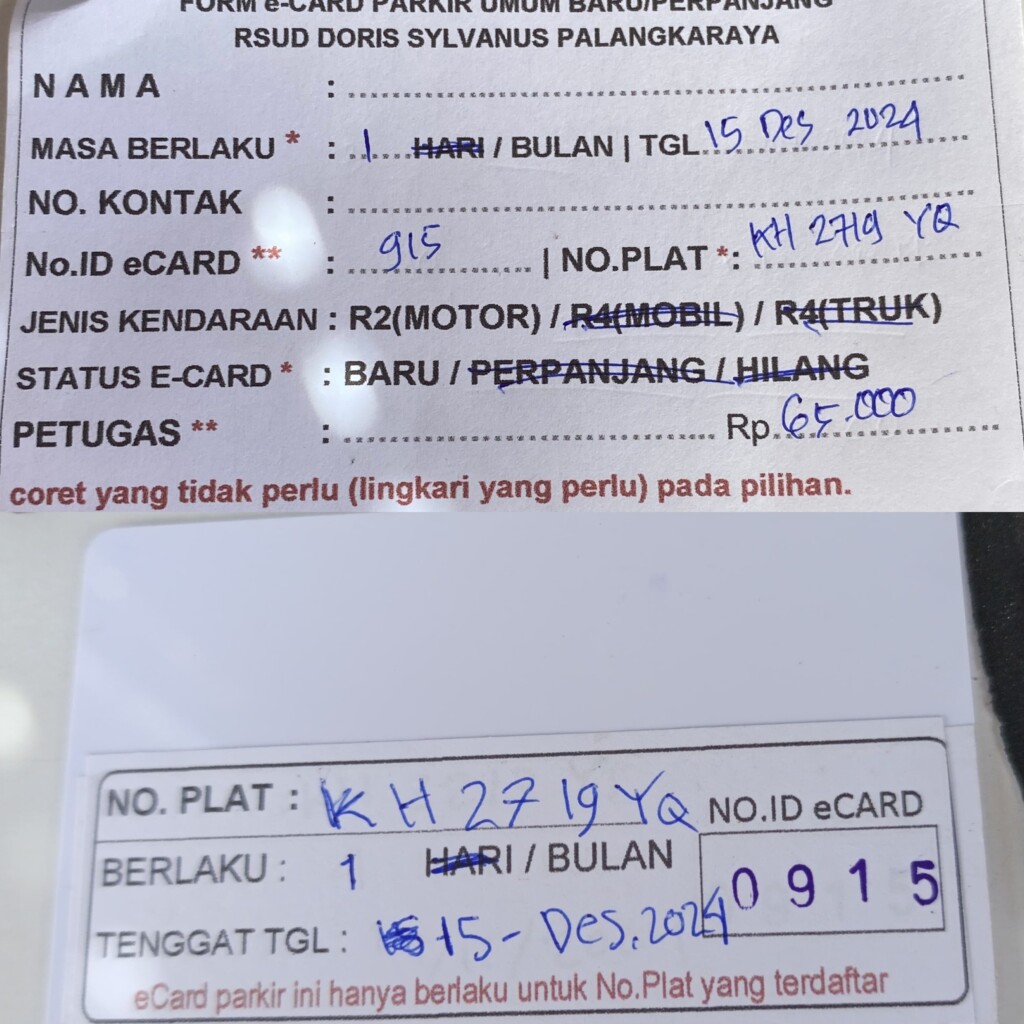 FORM e-CARD PARKIR UMUM BARU/PERPANJANG
RSUD DORIS SYLVANUS PALANGKARAYA
NAMA :
MASA BERLAKU * : 1 HARI / BULAN | TGL 15 Des 2024
NO. KONTAK :
No.ID eCARD ** : 915 | NO.PLAT *: KH 2719 YQ
JENIS KENDARAAN : R2(MOTOR) / R4(MOBIL) / R4(TRUK)
STATUS E-CARD * : BARU / PERPANJANG / HILANG
PETUGAS ** : Rp 65.000
coret yang tidak perlu (lingkari yang perlu) pada pilihan.
NO. PLAT : KH 2719 YQ NO.ID eCARD
BERLAKU : 1 HARI / BULAN 0915
TENGGAT TGL : 15 - Des. 2024
eCard parkir ini hanya berlaku untuk No.Plat yang terdaftar